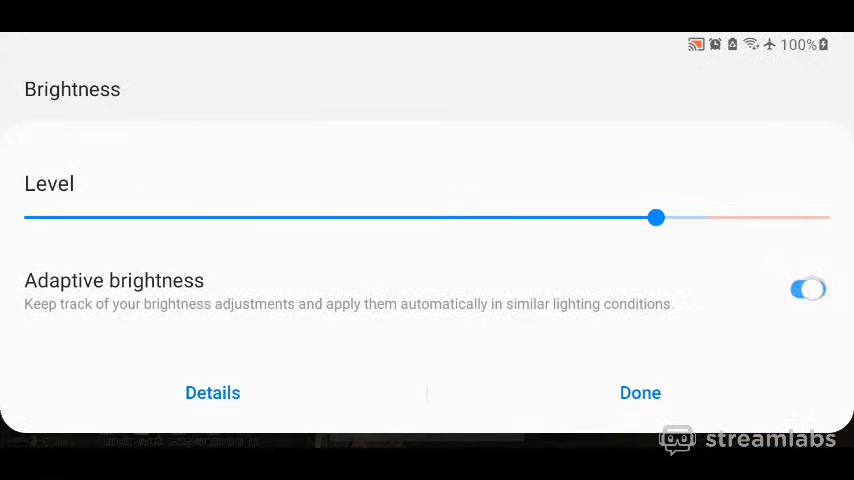 100%
Brightness
Level
Adaptive brightness
Keep track of your brightness adjustments and apply them automatically in similar lighting conditions.
Details
Done
streamlabs